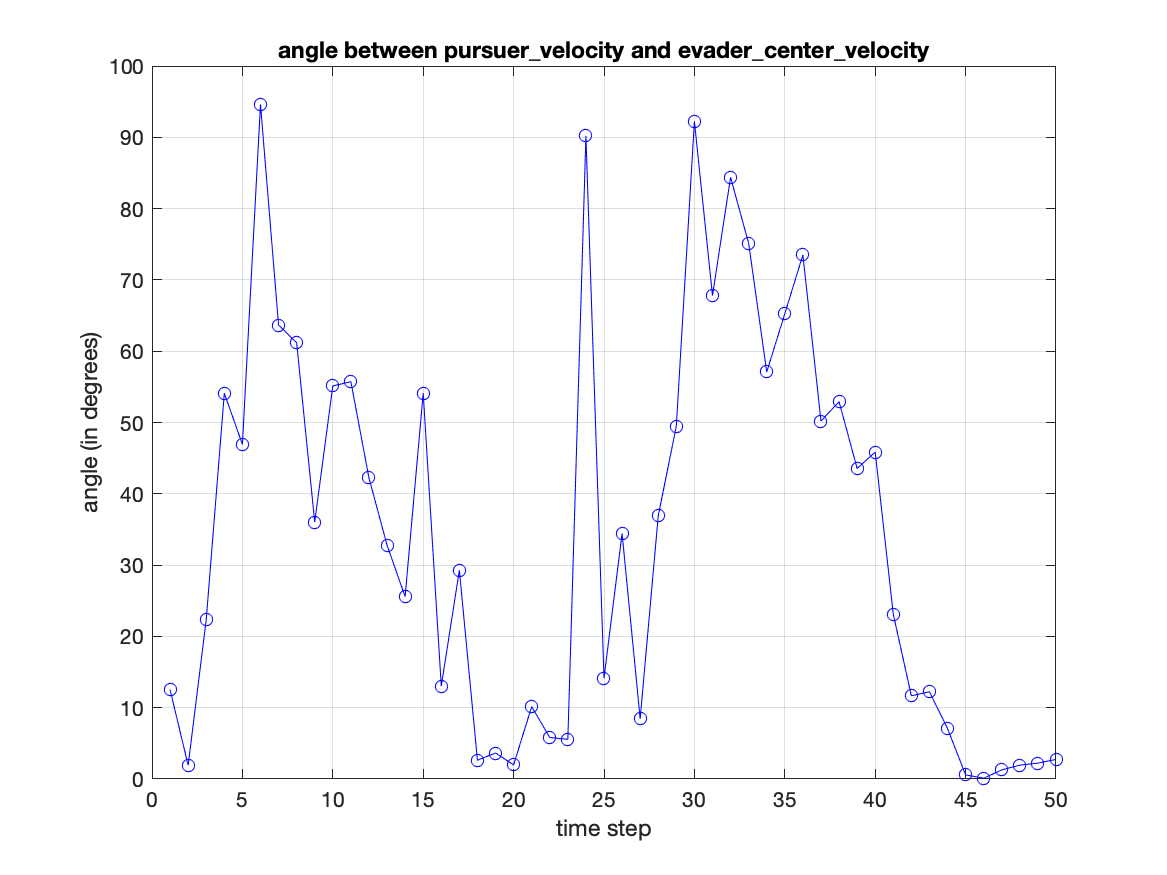 angle between pursuer_velocity and evader_center_velocity
100
90
80
70
60
50
40
30
20
10
0
angle (in degrees)
0 5 10 15 20 25 30 35 40 45 50
time step